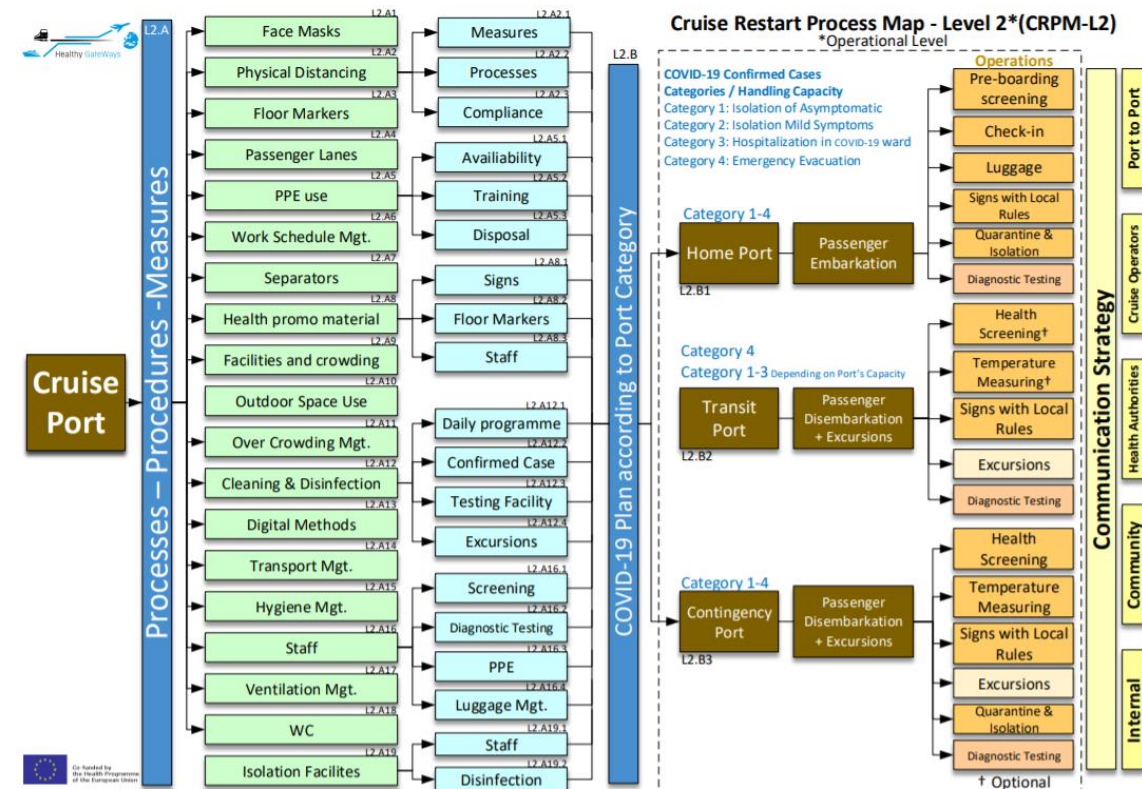 Healthy GateWays
Cruise Restart Process Map - Level 2*(CRPM-L2)
*Operational Level
Cruise
Port
L2.A
Processes – Procedures -Measures
L2.A1
Face Masks
L2.A2
Physical Distancing
L2.A3
Floor Markers
L2.A4
Passenger Lanes
L2.A5
PPE use
L2.A6
Work Schedule Mgt.
L2.A7
Separators
L2.A8
Health promo material
L2.A9
Facilities and crowding
L2.A10
Outdoor Space Use
L2.A11
Over Crowding Mgt.
L2.A12
Cleaning & Disinfection
L2.A13
Digital Methods
L2.A14
Transport Mgt.
L2.A15
Hygiene Mgt.
L2.A16
Staff
L2.A17
Ventilation Mgt.
L2.A18
WC
L2.A19
Isolation Facilites
L2.A2.1
Measures
L2.A2.2
Processes
L2.A2.3
Compliance
L2.A5.1
Availiability
L2.A5.2
Training
L2.A5.3
Disposal
L2.A8.1
Signs
L2.A8.2
Floor Markers
L2.A8.3
Staff
L2.A12.1
Daily programme
L2.A12.2
Confirmed Case
L2.A12.3
Testing Facility
L2.A12.4
Excursions
L2.A16.1
Screening
L2.A16.2
Diagnostic Testing
L2.A16.3
PPE
L2.A16.4
Luggage Mgt.
L2.A19.1
Staff
L2.A19.2
Disinfection
L2.B
COVID-19 Plan according to Port Category
COVID-19 Confirmed Cases
Categories / Handling Capacity
Category 1: Isolation of Asymptomatic
Category 2: Isolation Mild Symptoms
Category 3: Hospitalization in COVID-19 ward
Category 4: Emergency Evacuation
Category 1-4
Home Port
L2.B1
Passenger
Embarkation
Operations
Pre-boarding
screening
Check-in
Luggage
Signs with Local
Rules
Quarantine &
Isolation
Diagnostic Testing
Category 4
Category 1-3 Depending on Port's Capacity
Transit
Port
L2.B2
Passenger
Disembarkation
+ Excursions
Health
Screening†
Temperature
Measuring†
Signs with Local
Rules
Excursions
Diagnostic Testing
Category 1-4
Contingency
Port
L2.B3
Passenger
Disembarkation
+ Excursions
Health
Screening
Temperature
Measuring
Signs with Local
Rules
Excursions
Quarantine &
Isolation
Diagnostic Testing
† Optional
Communication Strategy
Port to Port
Cruise Operators
Health Authorities
Community
Internal
Co-funded by
the Health Programme
of the European Union